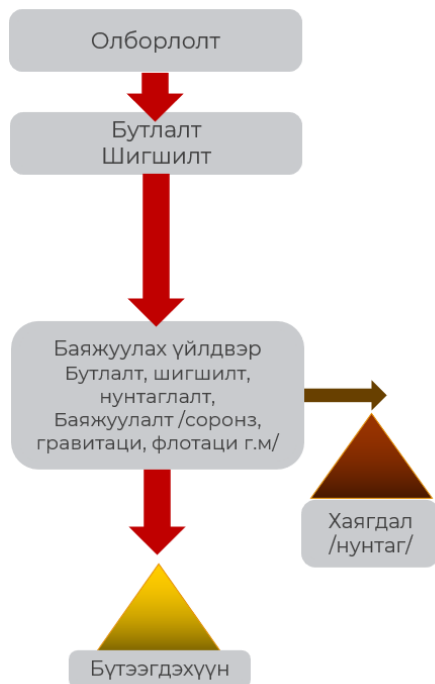 Олборлолт
Бутлалт
Шигшилт
Баяжуулах үйлдвэр
Бутлалт, шигшилт,
нунтаглалт,
Баяжуулалт /соронз,
гравитаци, флотаци г.м/
Хаягдал
/нунтаг/
Бүтээгдэхүүн